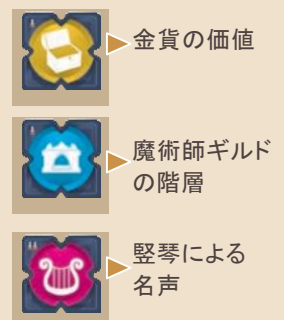 金貨の価値
魔術師ギルド
の階層
竪琴による
名声